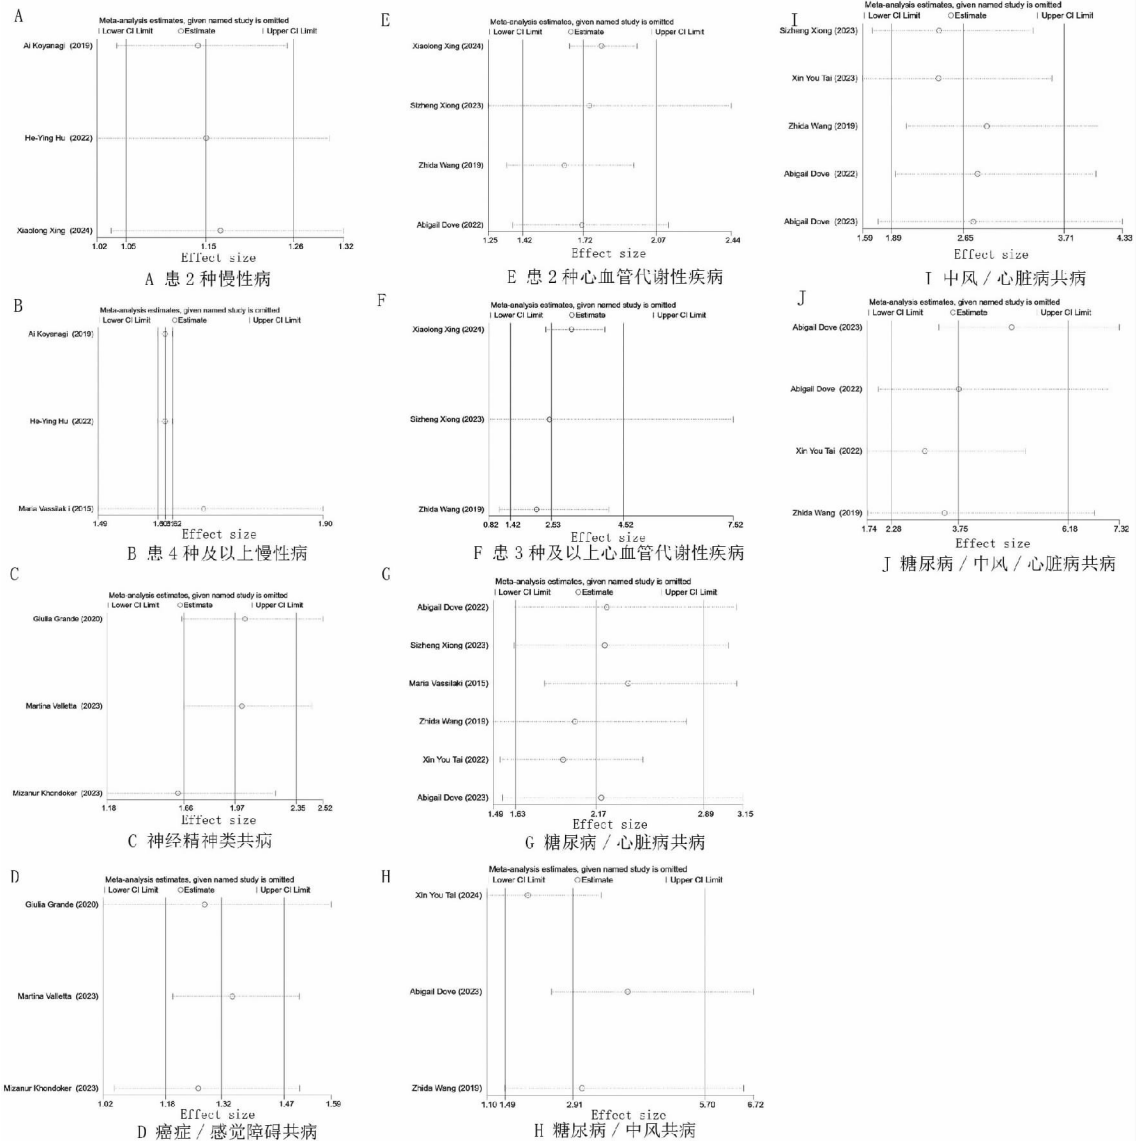 A
Meta-analysis estimates, given named study is omitted
Lower CI Limit Estimate Upper CI Limit
Ai Koyanagi (2019)
He-Ying Hu (2022)
Xiaolong Xing (2024)
1.02 1.05 1.15 1.26 1.32
Effect size
A 患2种慢性病
B
Meta-analysis estimates, given named study is omitted
Lower CI Limit Estimate Upper CI Limit
Ai Koyanagi (2019)
He-Ying Hu (2022)
Maria Vassilaki (2015)
1.49 1.90
Effect size
B 患4种及以上慢性病
C
Meta-analysis estimates, given named study is omitted
Lower CI Limit Estimate Upper CI Limit
Giulia Grande (2020)
Martina Valletta (2023)
Mizanur Khondoker (2023)
1.18 1.66 1.97 2.35 2.52
Effect size
C 神经精神类共病
D
Meta-analysis estimates, given named study is omitted
Lower CI Limit Estimate Upper CI Limit
Giulia Grande (2020)
Martina Valletta (2023)
Mizanur Khondoker (2023)
1.02 1.18 1.32 1.47 1.59
Effect size
D 癌症/感觉障碍共病
E
Meta-analysis estimates, given named study is omitted
Lower CI Limit Estimate Upper CI Limit
Xiaolong Xing (2024)
Sizheng Xiong (2023)
Zhida Wang (2019)
Abigail Dove (2022)
1.25 1.42 1.72 2.07 2.44
Effect size
E 患2种心血管代谢性疾病
F
Meta-analysis estimates, given named study is omitted
Lower CI Limit Estimate Upper CI Limit
Xiaolong Xing (2024)
Sizheng Xiong (2023)
Zhida Wang (2019)
0.82 1.42 2.53 4.52 7.52
Effect size
F 患3种及以上心血管代谢性疾病
G
Meta-analysis estimates, given named study is omitted
Lower CI Limit Estimate Upper CI Limit
Abigail Dove (2022)
Sizheng Xiong (2023)
Maria Vassilaki (2015)
Zhida Wang (2019)
Xin You Tai (2022)
Abigail Dove (2023)
1.63 2.17 2.89 3.15
Effect size
G 糖尿病/心脏病共病
H
Meta-analysis estimates, given named study is omitted
Lower CI Limit Estimate Upper CI Limit
Xin You Tai (2024)
Abigail Dove (2023)
Zhida Wang (2019)
1.10 1.49 2.91 5.70 6.72
Effect size
H 糖尿病/中风共病
I
Meta-analysis estimates, given named study is omitted
Lower CI Limit Estimate Upper CI Limit
Sizheng Xiong (2023)
Xin You Tai (2023)
Zhida Wang (2019)
Abigail Dove (2022)
Abigail Dove (2023)
1.59 1.89 2.65 3.71 4.33
Effect size
I 中风/心脏病共病
J
Meta-analysis estimates, given named study is omitted
Lower CI Limit Estimate Upper CI Limit
Abigail Dove (2023)
Abigail Dove (2022)
Xin You Tai (2022)
Zhida Wang (2019)
1.74 2.28 3.75 6.18 7.32
Effect size
J 糖尿病/中风/心脏病共病